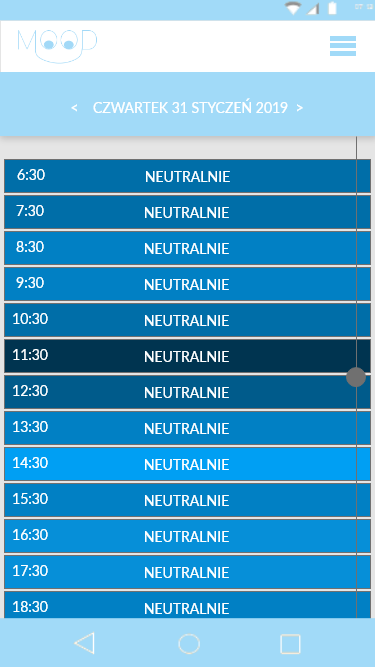 MOOD
< CZWARTEK 31 STYCZEŃ 2019 >
6:30 NEUTRALNIE
7:30 NEUTRALNIE
8:30 NEUTRALNIE
9:30 NEUTRALNIE
10:30 NEUTRALNIE
11:30 NEUTRALNIE
12:30 NEUTRALNIE
13:30 NEUTRALNIE
14:30 NEUTRALNIE
15:30 NEUTRALNIE
16:30 NEUTRALNIE
17:30 NEUTRALNIE
18:30 NEUTRALNIE